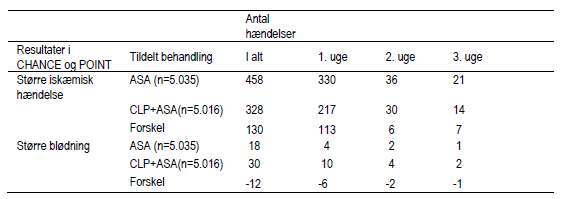 Antal
hændelser
Resultater i
CHANCE og POINT Tildelt behandling I alt 1. uge 2. uge 3. uge
Større iskæmisk
hændelse
ASA (n=5.035) 458 330 36 21
CLP+ASA(n=5.016) 328 217 30 14
Forskel 130 113 6 7
Større blødning ASA (n=5.035) 18 4 2 1
CLP+ASA(n=5.016) 30 10 4 2
Forskel -12 -6 -2 -1